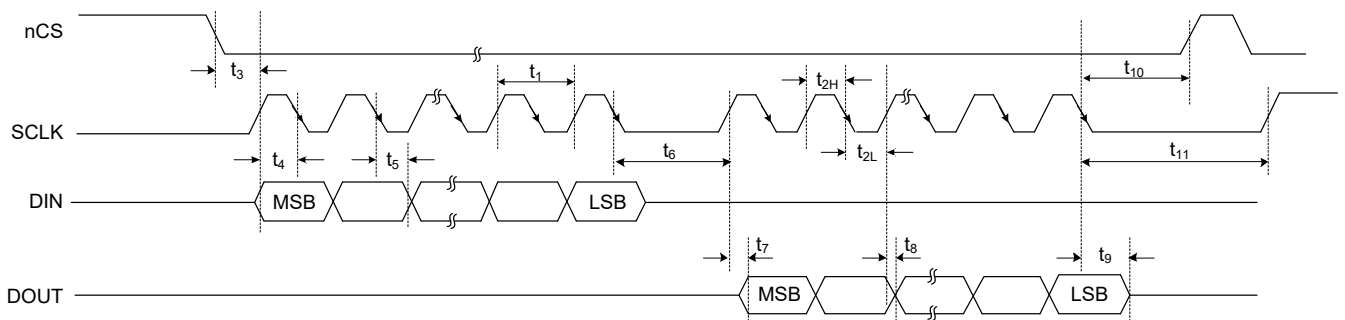 nCS
t3
t1
t2H
t10
SCLK
t4
t5
t6
t2L
t11
DIN
MSB
LSB
t7
t8
t9
DOUT
MSB
LSB